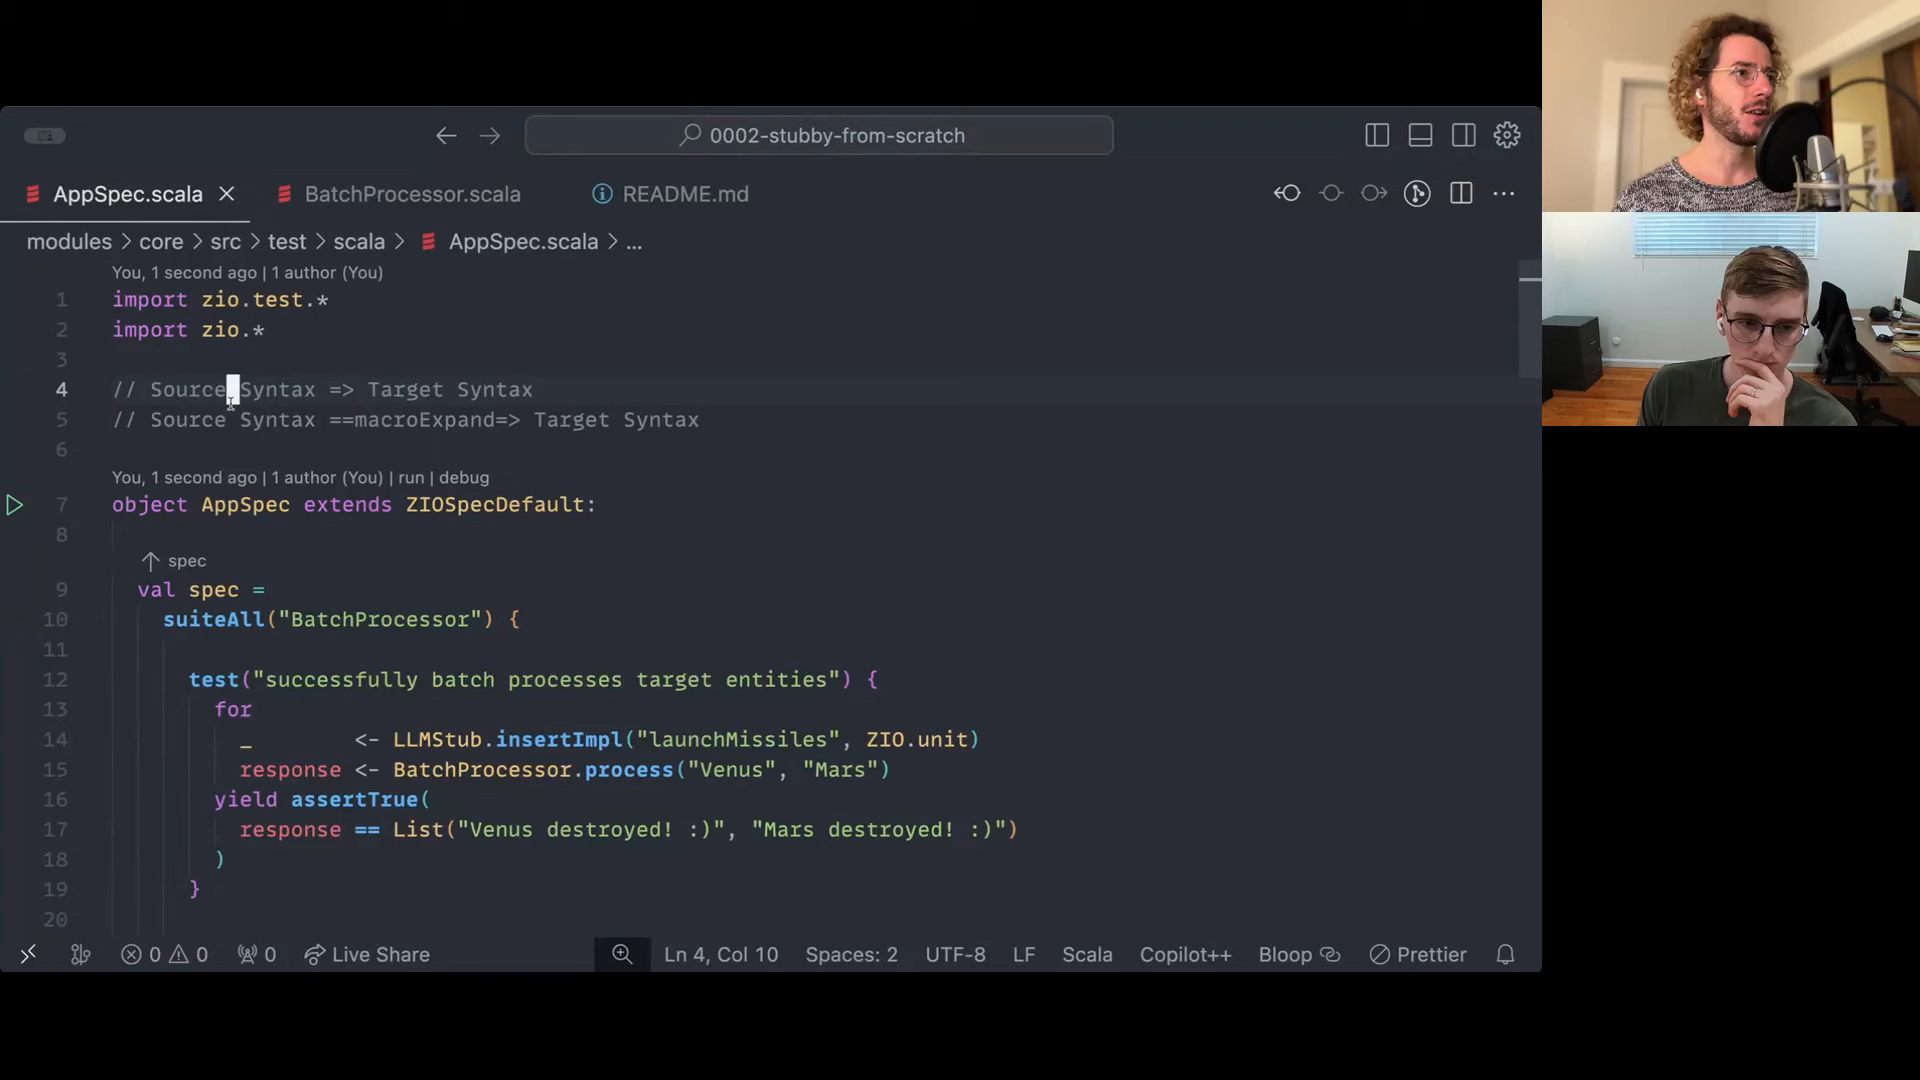 0002-stubby-from-scratch
AppSpec.scala
BatchProcessor.scala
README.md
modules > core > src > test > scala > AppSpec.scala > ...
You, 1 second ago | 1 author (You)
1 import zio.test.*
2 import zio.*
3
4 // Source Syntax => Target Syntax
5 // Source Syntax ==macroExpand=> Target Syntax
6
You, 1 second ago | 1 author (You) | run | debug
7 object AppSpec extends ZIOSpecDefault:
8
↑ spec
9 val spec =
10 suiteAll("BatchProcessor") {
11
12 test("successfully batch processes target entities") {
13 for
14 _ <- LLMStub.insertImpl("launchMissiles", ZIO.unit)
15 response <- BatchProcessor.process("Venus", "Mars")
16 yield assertTrue(
17 response == List("Venus destroyed! :)", "Mars destroyed! :)")
18 )
19 }
20
0 0 0 Live Share Ln 4, Col 10 Spaces: 2 UTF-8 LF Scala Copilot++ Bloop Prettier